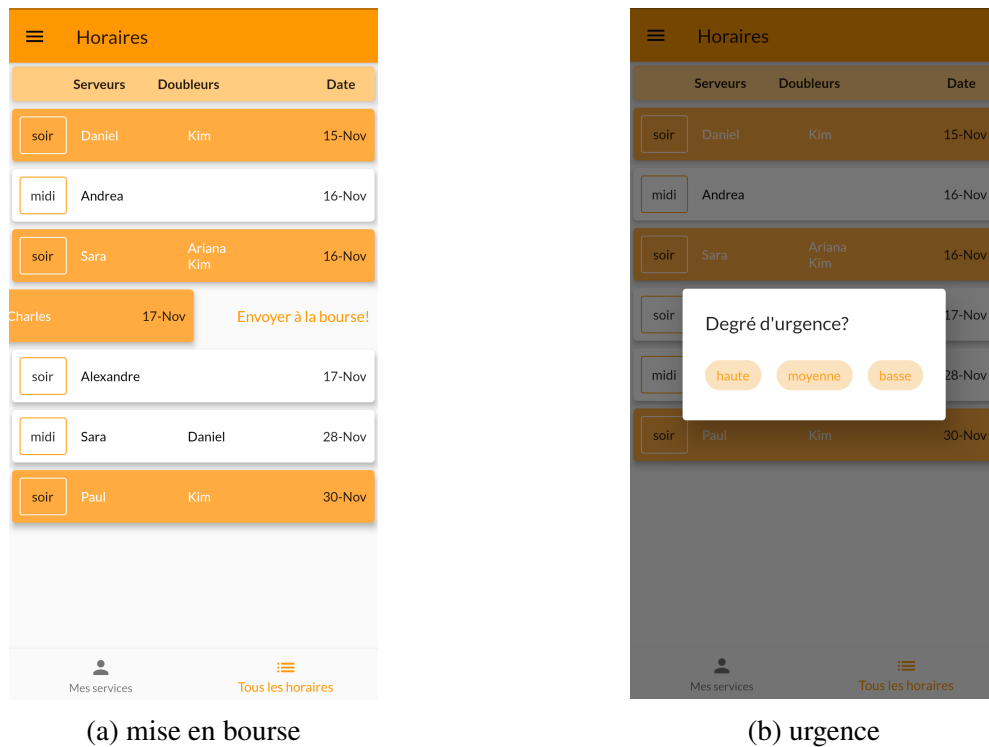 Horaires
Serveurs Doubleurs Date
soir Daniel Kim 15-Nov
midi Andrea 16-Nov
soir Sara Ariana Kim 16-Nov
Charles 17-Nov Envoyer à la bourse!
soir Alexandre 17-Nov
midi Sara Daniel 28-Nov
soir Paul Kim 30-Nov
Mes services Tous les horaires
(a) mise en bourse
Horaires
Serveurs Doubleurs Date
soir Daniel Kim 15-Nov
midi Andrea 16-Nov
soir Sara Ariana Kim 16-Nov
soir 17-Nov
Degré d'urgence?
midi 28-Nov
haute moyenne basse
soir Paul Kim 30-Nov
Mes services Tous les horaires
(b) urgence